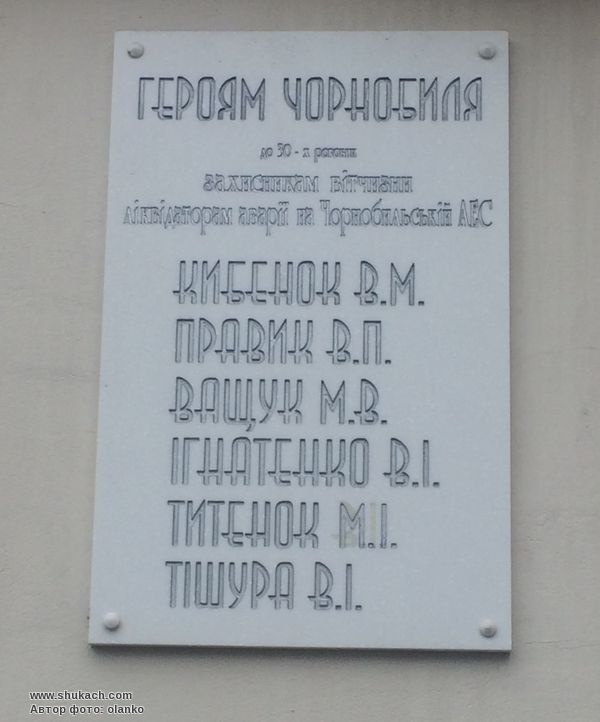 ГЕРОЯМ ЧОРНОБИЛЯ
до 30 - х роковин
захисникам вітчизни
ліквідаторам аварії на Чорнобильській АЕС
КИБЕНОК В.М.
ПРАВИК В.П.
ВАЩУК М.В.
ІГНАТЕНКО В.І.
ТИТЕНОК М.І.
ТІШУРА В.І.
www.shukach.com
Автор фото: olanko